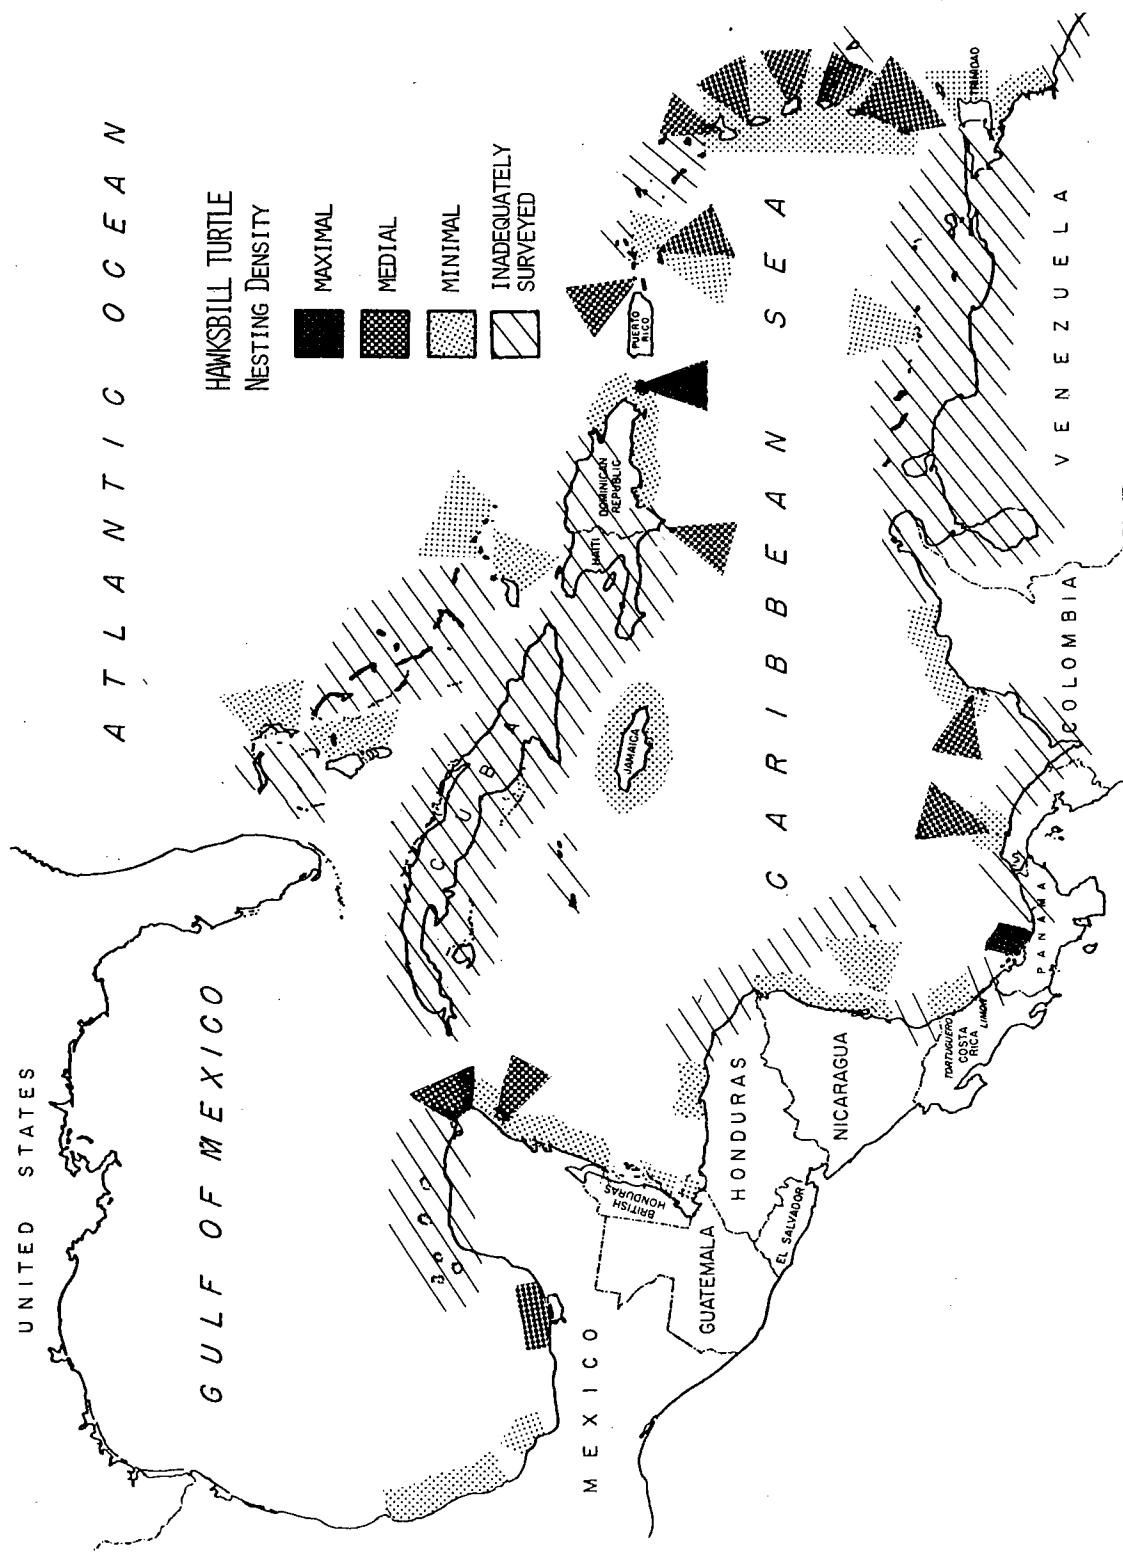 ATLANTIC OCEAN
HAWKSBILL TURTLE
NESTING DENSITY
MAXIMAL
MEDIAL
MINIMAL
INADEQUATELY
SURVEYED
UNITED STATES
GULF OF MEXICO
CUBA
JAMAICA
HAITI
DOMINICAN
REPUBLIC
PUERTO
RICO
CARIBBEAN SEA
MEXICO
BRITISH
HONDURAS
GUATEMALA
HONDURAS
EL SALVADOR
NICARAGUA
TORTUGUERO
COSTA
RICA
LIMON
PANAMA
COLOMBIA
VENEZUELA
TRINIDAD